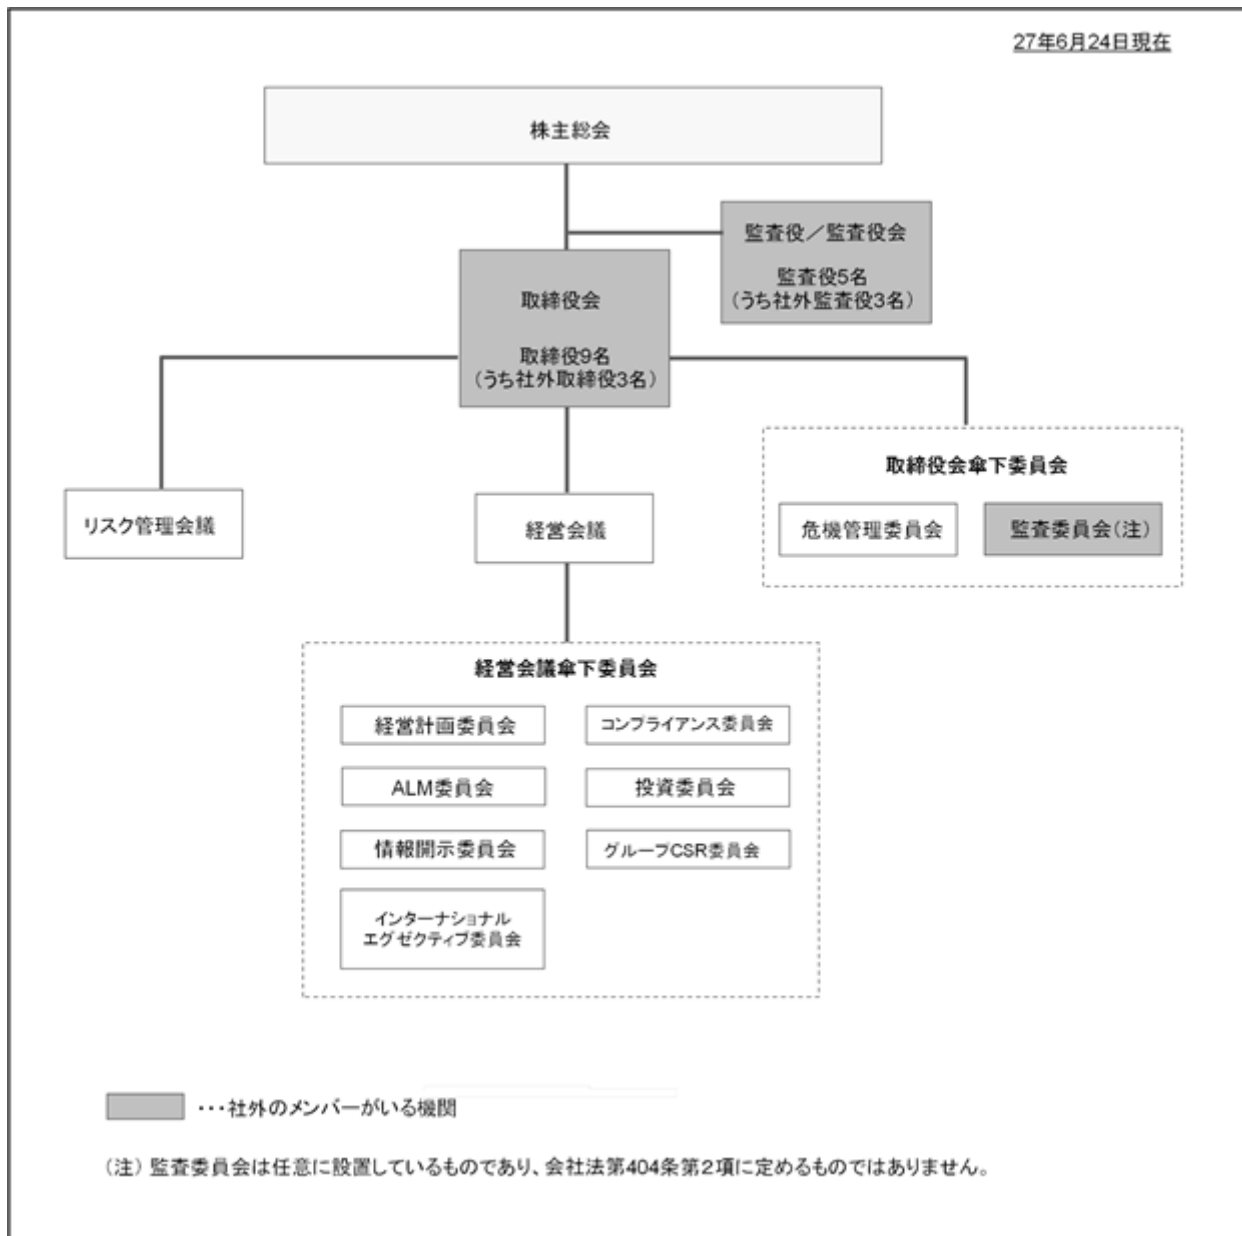 27年6月24日現在
株主総会
監査役／監査役会
監査役5名
（うち社外監査役3名）
取締役会
取締役9名
（うち社外取締役3名）
取締役会傘下委員会
危機管理委員会
監査委員会（注）
リスク管理会議
経営会議
経営会議傘下委員会
経営計画委員会
コンプライアンス委員会
ALM委員会
投資委員会
情報開示委員会
グループCSR委員会
インターナショナル
エグゼクティブ委員会
・・・社外のメンバーがいる機関
（注） 監査委員会は任意に設置しているものであり、会社法第404条第2項に定めるものではありません。